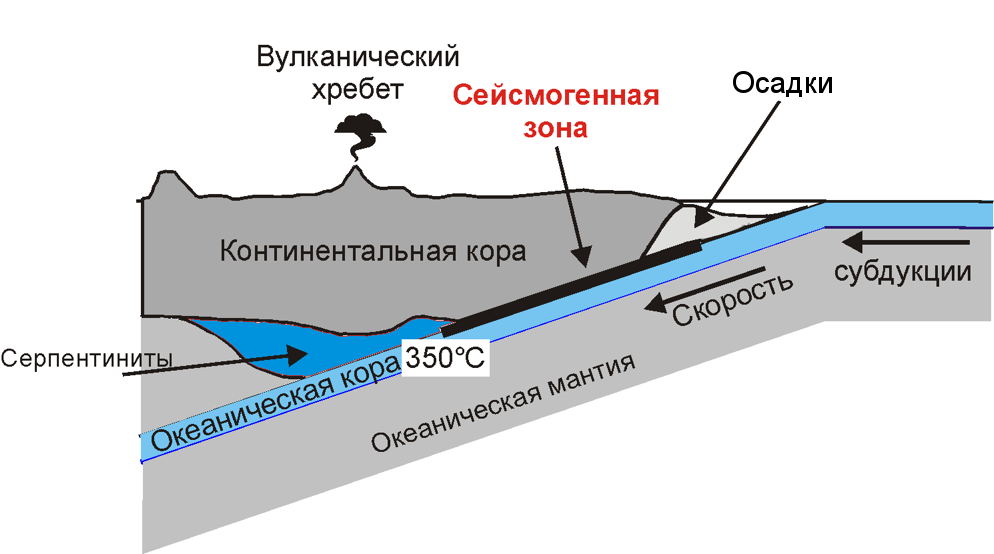 Вулканический
хребет
Сейсмогенная
зона
Осадки
Континентальная кора
субдукции
Скорость
Серпентиниты
350°C
Океаническая кора
Океаническая мантия